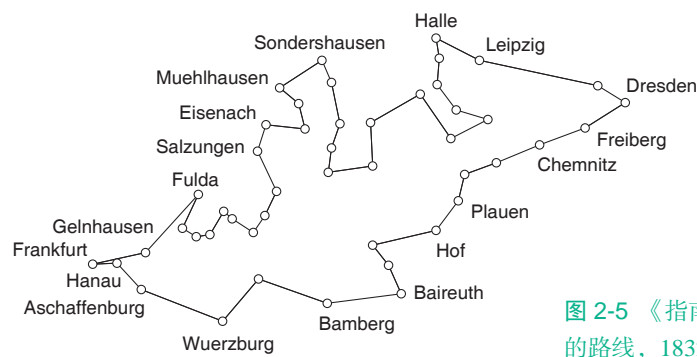 Halle
Sondershausen
Leipzig
Muehlhausen
Dresden
Eisenach
Freiberg
Salzungen
Chemnitz
Fulda
Plauen
Gelnhausen
Frankfurt
Hof
Hanau
Aschaffenburg
Baireuth
Bamberg
Wuerzburg
图 2-5 《指南
的路线，183